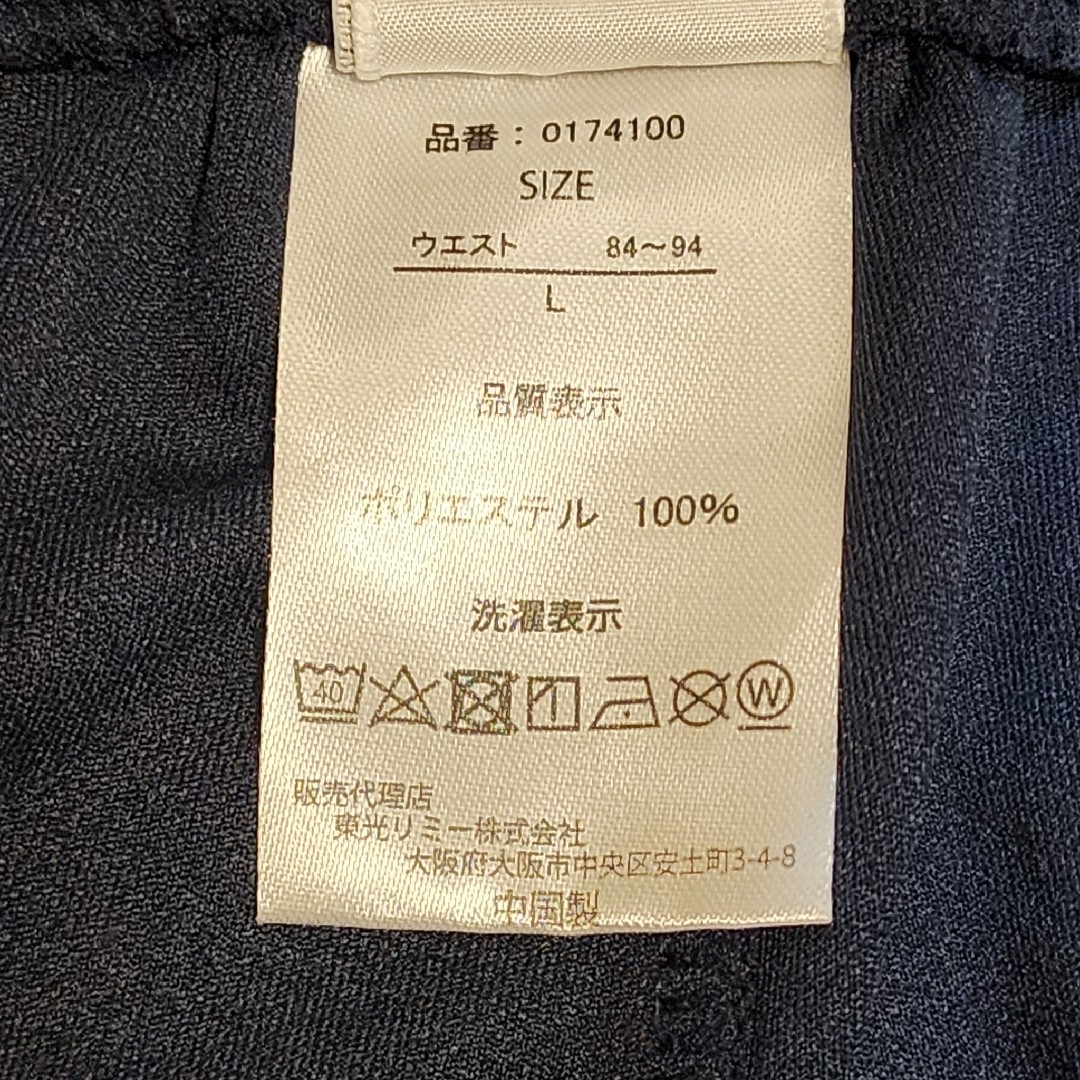 品番：0174100
SIZE
ウエスト 84〜94
L
品質表示
ポリエステル 100%
洗濯表示
40 W
販売代理店
東光リミー株式会社
大阪府大阪市中央区安土町3-4-8
中国製